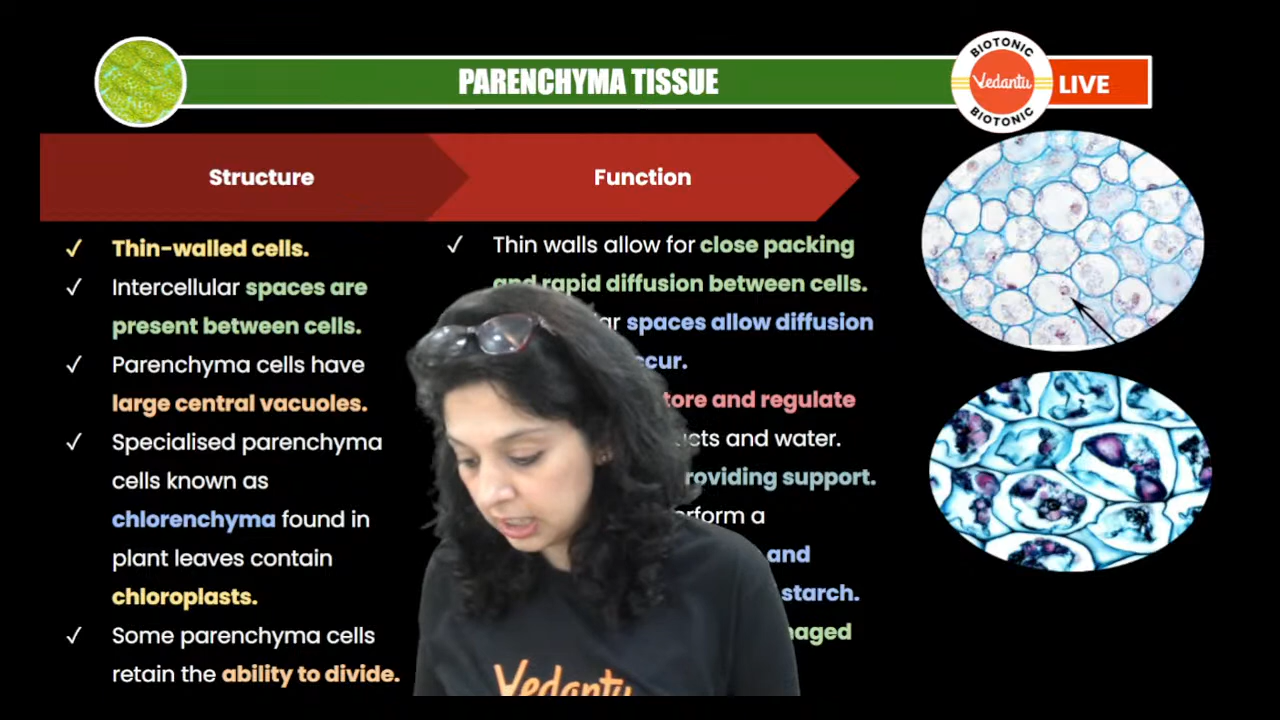 PARENCHYMA TISSUE
BIOTONIC
Vedantu
BIOTONIC
LIVE
Structure
Function
✓ Thin-walled cells.
✓ Intercellular spaces are
present between cells.
✓ Parenchyma cells have
large central vacuoles.
✓ Specialised parenchyma
cells known as
chlorenchyma found in
plant leaves contain
chloroplasts.
✓ Some parenchyma cells
retain the ability to divide.
✓ Thin walls allow for close packing
and rapid diffusion between cells.
spaces allow diffusion
and regulate
and water.
support.
a
and
starch.
Vedantu